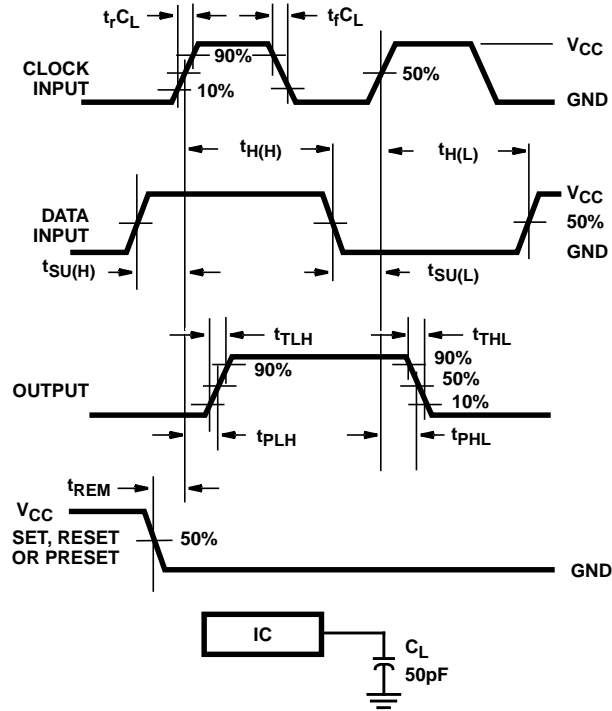 trCL
tfCL
CLOCK
INPUT
90%
10%
50%
VCC
GND
tH(H)
tH(L)
DATA
INPUT
VCC
50%
GND
tSU(H)
tSU(L)
tTLH
tTHL
OUTPUT
90%
90%
50%
10%
tPLH
tPHL
tREM
VCC
SET, RESET
OR PRESET
50%
GND
IC
CL
50pF